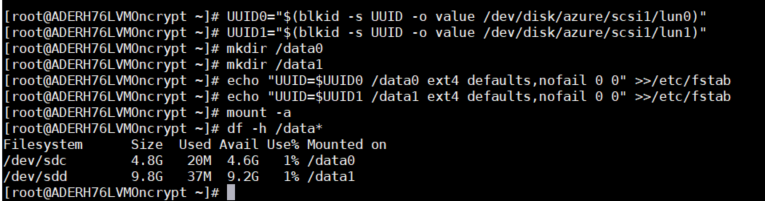 [root@ADERH76LVMOncrypt ~]# UUID0="$(blkid -s UUID -o value /dev/disk/azure/scsi1/lun0)"
[root@ADERH76LVMOncrypt ~]# UUID1="$(blkid -s UUID -o value /dev/disk/azure/scsi1/lun1)"
[root@ADERH76LVMOncrypt ~]# mkdir /data0
[root@ADERH76LVMOncrypt ~]# mkdir /data1
[root@ADERH76LVMOncrypt ~]# echo "UUID=$UUID0 /data0 ext4 defaults,nofail 0 0" >>/etc/fstab
[root@ADERH76LVMOncrypt ~]# echo "UUID=$UUID1 /data1 ext4 defaults,nofail 0 0" >>/etc/fstab
[root@ADERH76LVMOncrypt ~]# mount -a
[root@ADERH76LVMOncrypt ~]# df -h /data*
Filesystem      Size  Used Avail Use% Mounted on
/dev/sdc        4.8G   20M  4.6G   1% /data0
/dev/sdd        9.8G   37M  9.2G   1% /data1
[root@ADERH76LVMOncrypt ~]#